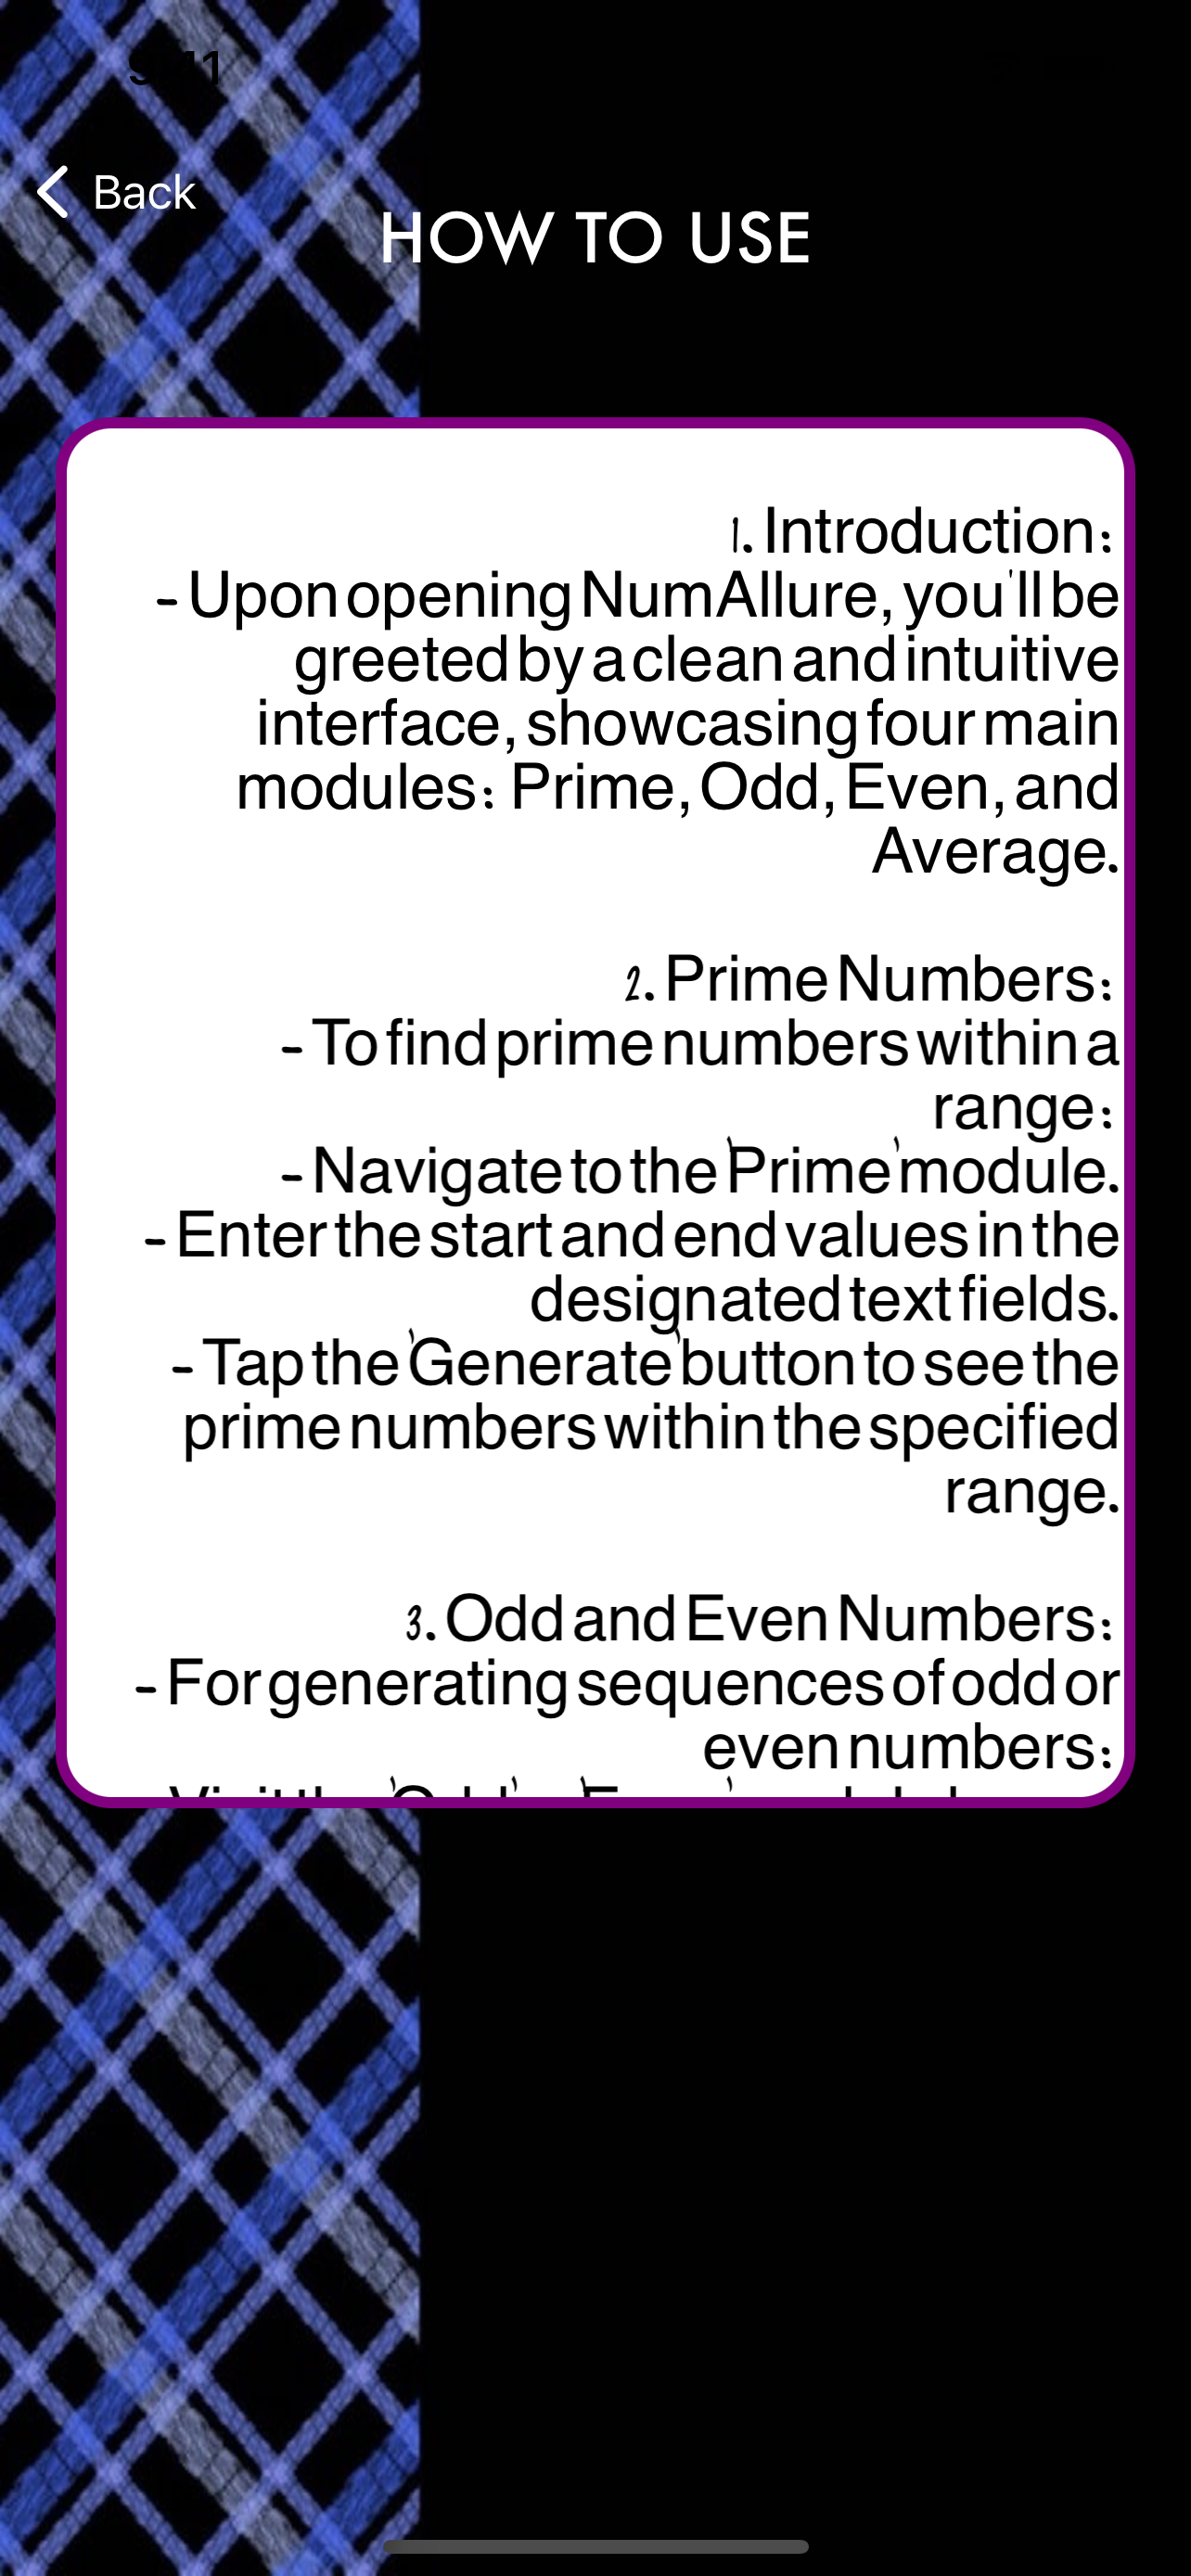 Back
HOW TO USE
1. Introduction:
- Upon opening NumAllure, you'll be
greeted by a clean and intuitive
interface, showcasing four main
modules: Prime, Odd, Even, and
Average.
2. Prime Numbers:
- To find prime numbers within a
range:
- Navigate to the 'Prime' module.
- Enter the start and end values in the
designated text fields.
- Tap the 'Generate' button to see the
prime numbers within the specified
range.
3. Odd and Even Numbers:
- For generating sequences of odd or
even numbers: